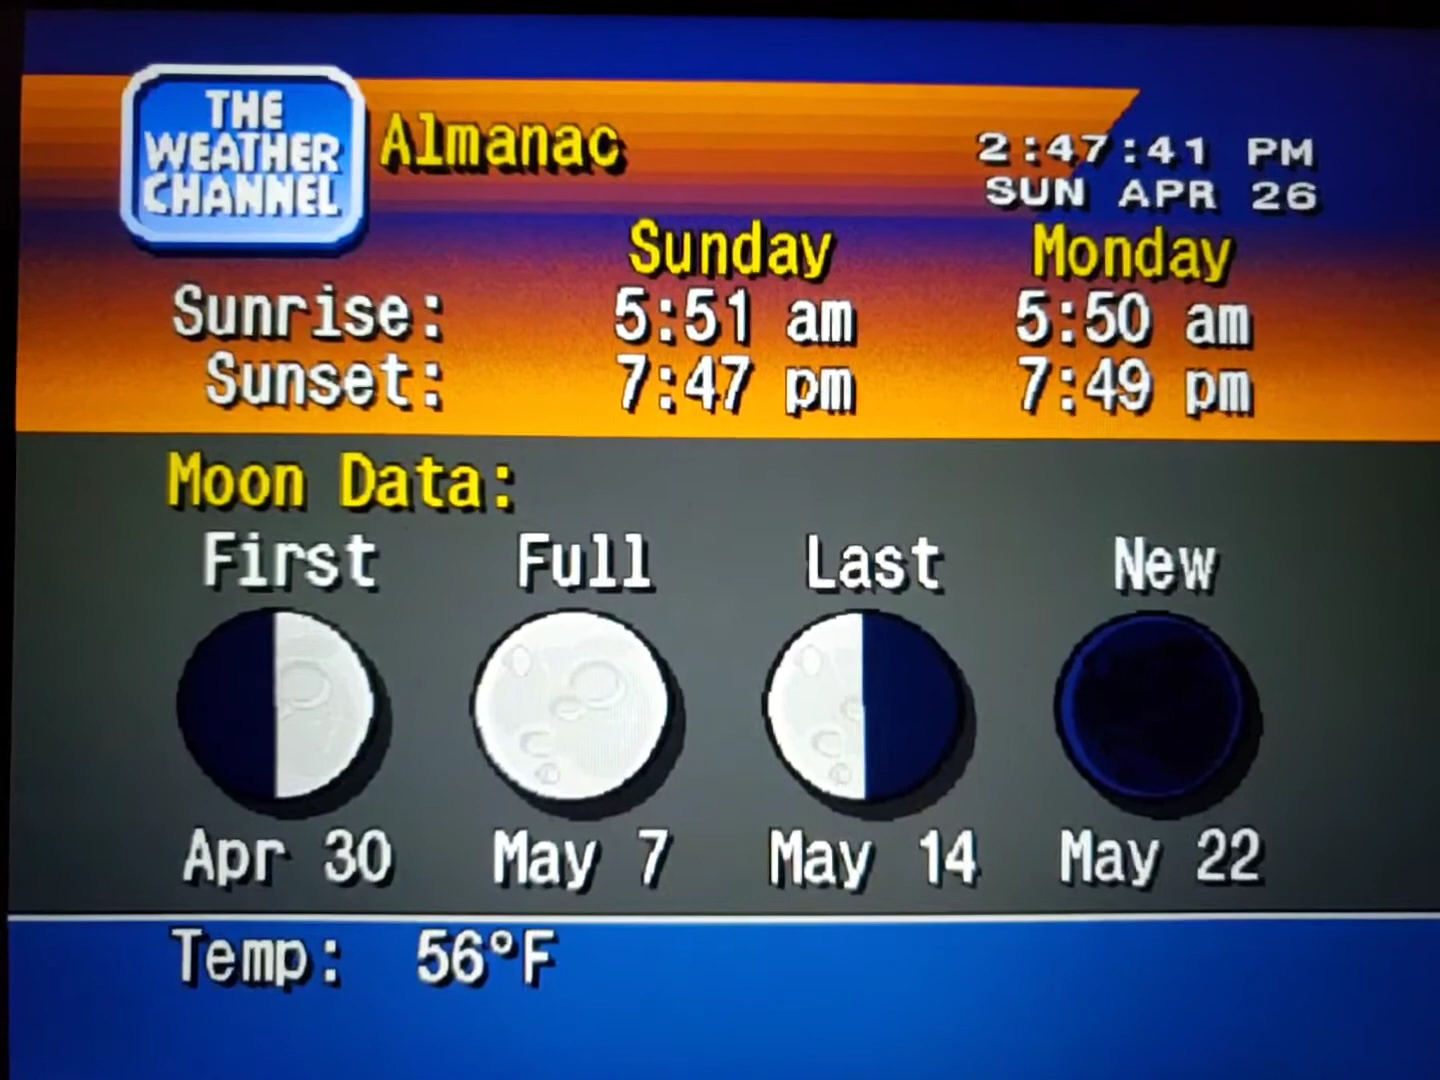 THE
WEATHER
CHANNEL
Almanac
2:47:41 PM
SUN APR 26
Sunday Monday
Sunrise: 5:51 am 5:50 am
Sunset: 7:47 pm 7:49 pm
Moon Data:
First Full Last New
Apr 30 May 7 May 14 May 22
Temp: 56°F